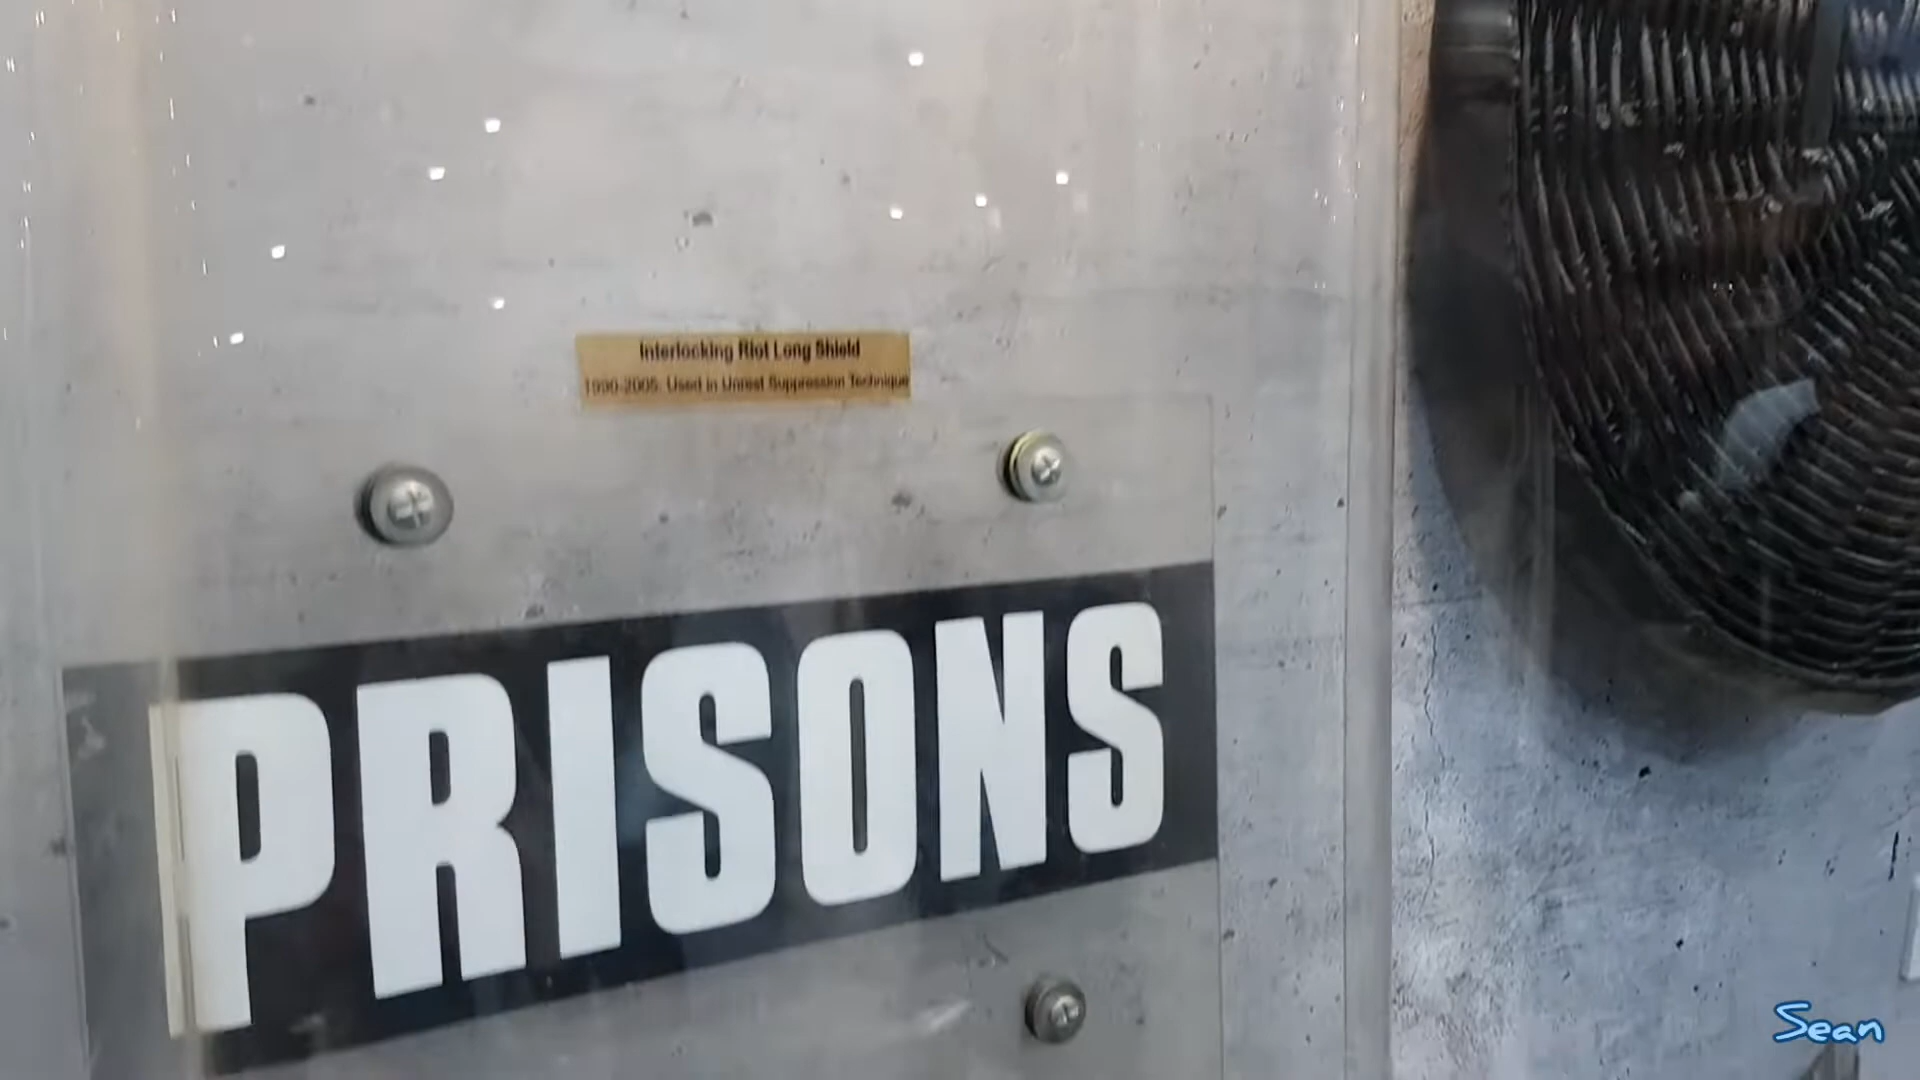 Interlocking Riot Long Shield
1990-2005: Used in Unrest Suppression Technique
PRISONS
Sean